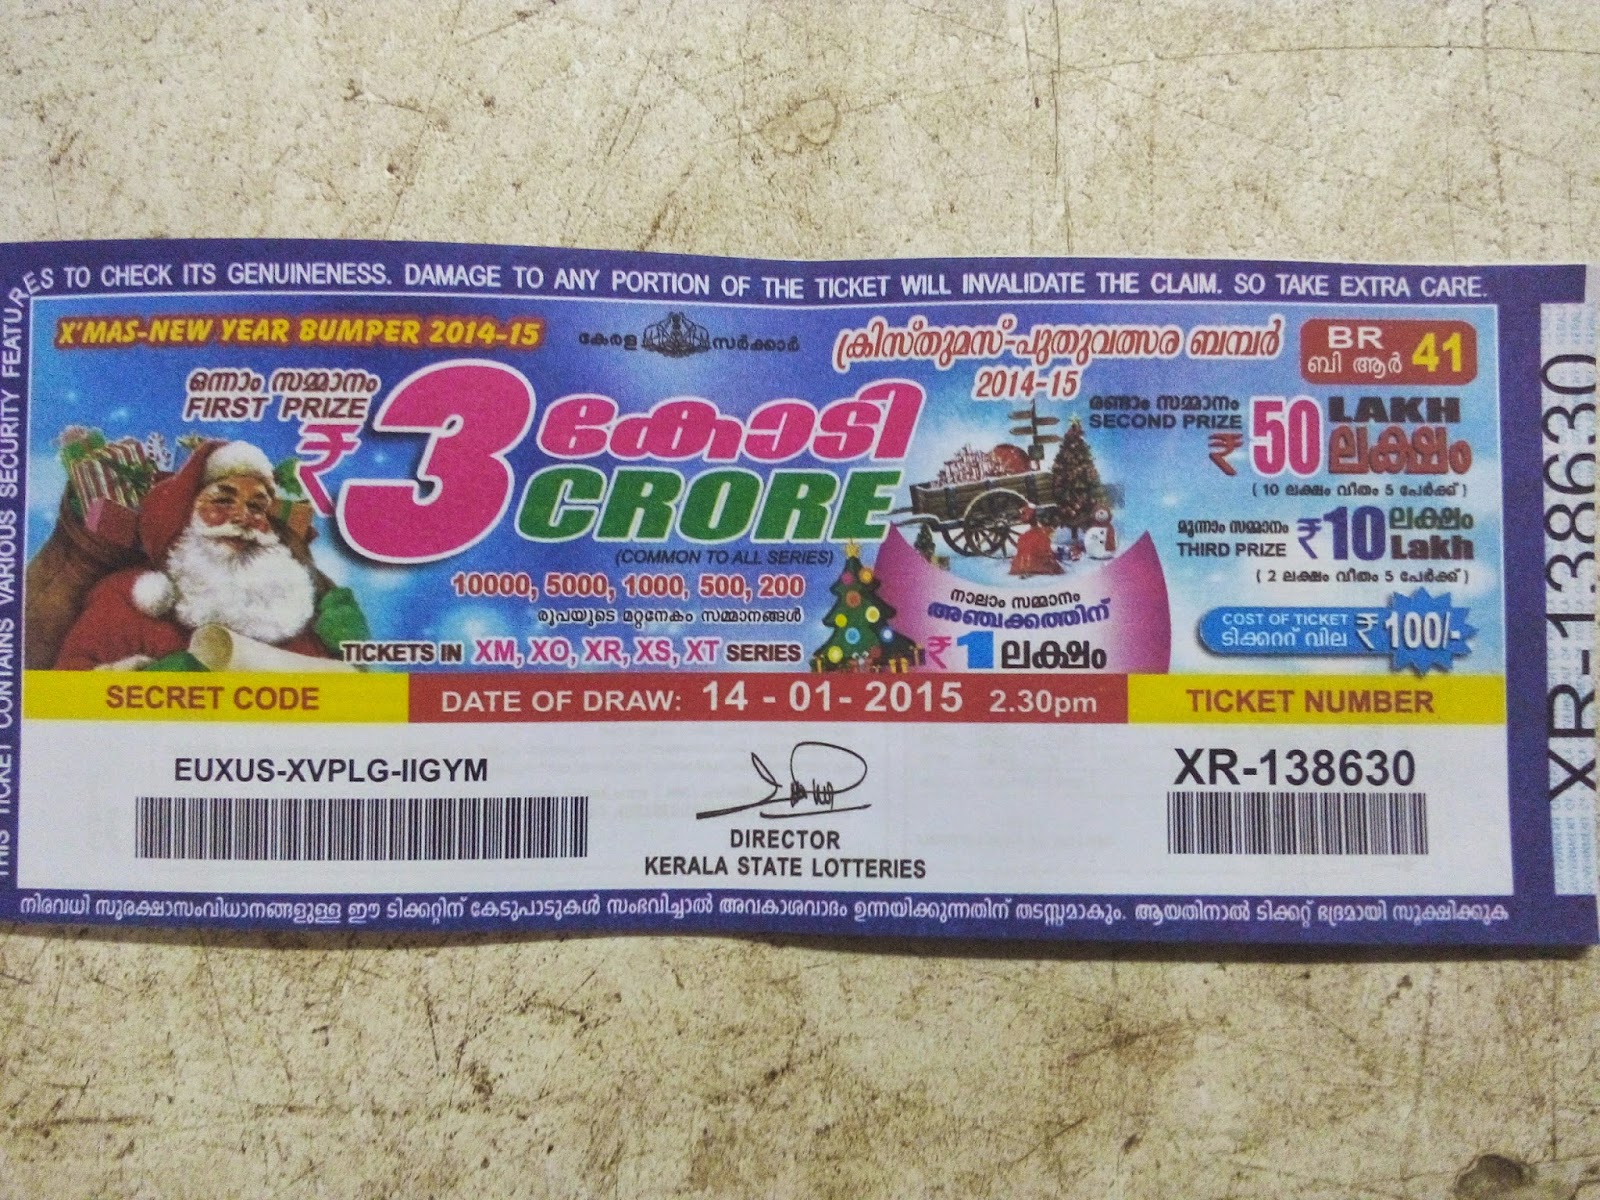 THIS TICKET CONTAINS VARIOUS SECURITY FEATURES TO CHECK ITS GENUINENESS. DAMAGE TO ANY PORTION OF THE TICKET WILL INVALIDATE THE CLAIM. SO TAKE EXTRA CARE.
X'MAS-NEW YEAR BUMPER 2014-15
കേരള സർക്കാർ
ക്രിസ്തുമസ്-പുതുവത്സര ബമ്പർ
2014-15
BR
ബി ആർ 41
ഒന്നാം സമ്മാനം
FIRST PRIZE
₹ 3 കോടി
CRORE
(COMMON TO ALL SERIES)
10000, 5000, 1000, 500, 200
രൂപയുടെ മറ്റനേകം സമ്മാനങ്ങൾ
TICKETS IN XM, XO, XR, XS, XT SERIES
രണ്ടാം സമ്മാനം
SECOND PRIZE
₹ 50 LAKH
ലക്ഷം
( 10 ലക്ഷം വീതം 5 പേർക്ക് )
മൂന്നാം സമ്മാനം
THIRD PRIZE
₹ 10 ലക്ഷം
Lakh
( 2 ലക്ഷം വീതം 5 പേർക്ക് )
നാലാം സമ്മാനം
അഞ്ചക്കത്തിന്
₹ 1 ലക്ഷം
COST OF TICKET
ടിക്കറ്റ് വില ₹ 100/-
SECRET CODE
DATE OF DRAW: 14 - 01- 2015 2.30pm
TICKET NUMBER
EUXUS-XVPLG-IIGYM
XR-138630
DIRECTOR
KERALA STATE LOTTERIES
നിരവധി സുരക്ഷാസംവിധാനങ്ങളുള്ള ഈ ടിക്കറ്റിന് കേടുപാടുകൾ സംഭവിച്ചാൽ അവകാശവാദം ഉന്നയിക്കുന്നതിന് തടസ്സമാകും. ആയതിനാൽ ടിക്കറ്റ് ഭദ്രമായി സൂക്ഷിക്കുക
XR-138630